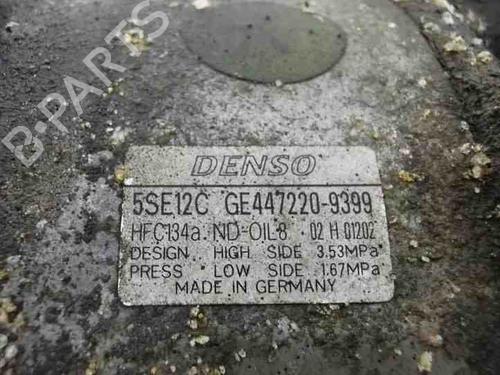 B-PARTS
DENSO
5SE12C GE447220-9399
HFC134a ND-OIL8 02 H 01202
DESIGN HIGH SIDE 3.53MPa
PRESS LOW SIDE 1.67MPa
MADE IN GERMANY